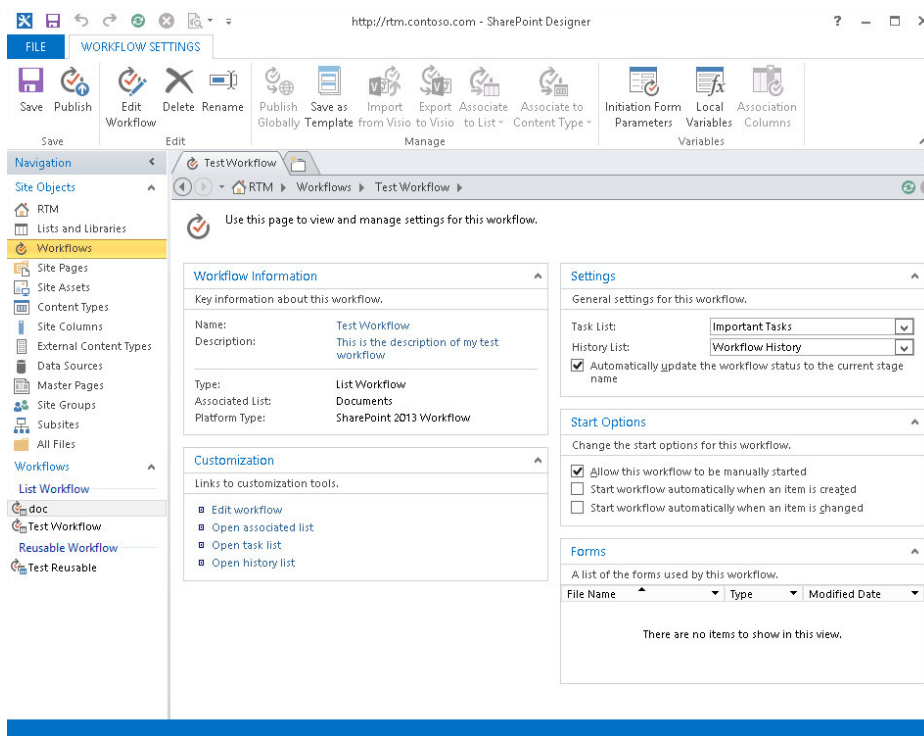 http://rtm.contoso.com - SharePoint Designer
?
FILE
WORKFLOW SETTINGS
Save
Publish
Edit Workflow
Delete
Rename
Publish Globally
Save as Template
Import from Visio
Export to Visio
Associate to List
Associate to Content Type
Initiation Form Parameters
Local Variables
Association Columns
Save
Edit
Manage
Variables
Navigation
Site Objects
RTM
Lists and Libraries
Workflows
Site Pages
Site Assets
Content Types
Site Columns
External Content Types
Data Sources
Master Pages
Site Groups
Subsites
All Files
Workflows
List Workflow
doc
Test Workflow
Reusable Workflow
Test Reusable
Test Workflow
RTM Workflows Test Workflow
Use this page to view and manage settings for this workflow.
Workflow Information
Key information about this workflow.
Name: Test Workflow
Description: This is the description of my test
workflow
Type: List Workflow
Associated List: Documents
Platform Type: SharePoint 2013 Workflow
Customization
Links to customization tools.
Edit workflow
Open associated list
Open task list
Open history list
Settings
General settings for this workflow.
Task List: Important Tasks
History List: Workflow History
Automatically update the workflow status to the current stage
name
Start Options
Change the start options for this workflow.
Allow this workflow to be manually started
Start workflow automatically when an item is created
Start workflow automatically when an item is changed
Forms
A list of the forms used by this workflow.
File Name Type Modified Date
There are no items to show in this view.